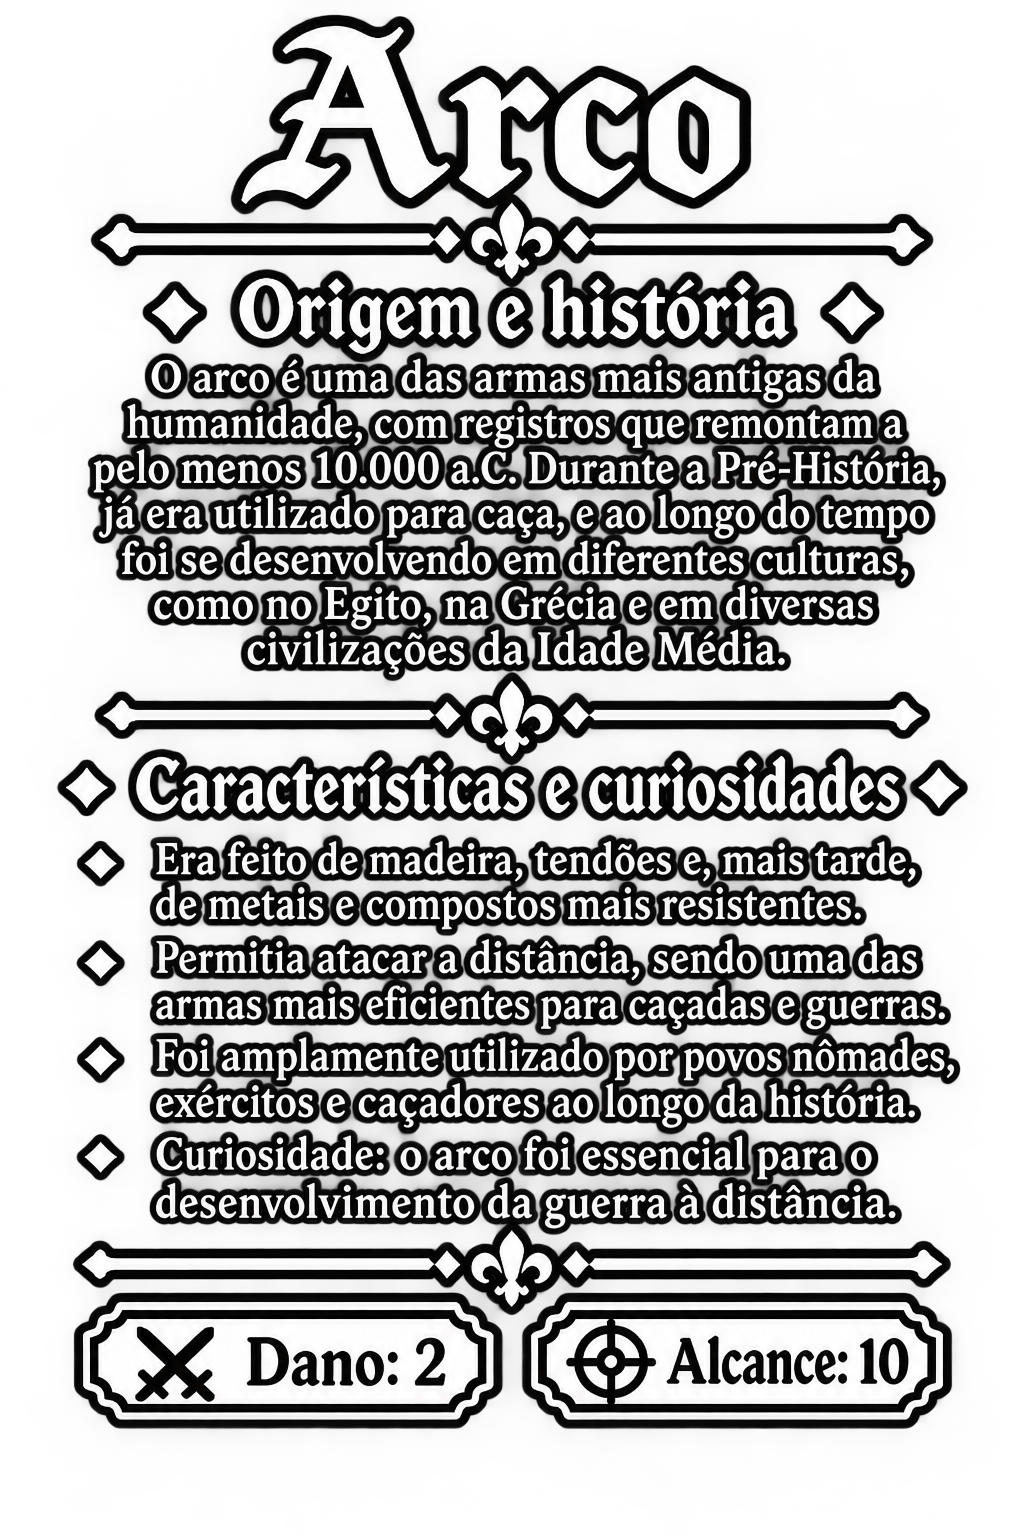 Arco
Origem e história
O arco é uma das armas mais antigas da
humanidade, com registros que remontam a
pelo menos 10.000 a.C. Durante a Pré-História,
já era utilizado para caça, e ao longo do tempo
foi se desenvolvendo em diferentes culturas,
como no Egito, na Grécia e em diversas
civilizações da Idade Média.
Características e curiosidades
Era feito de madeira, tendões e, mais tarde,
de metais e compostos mais resistentes.
Permitia atacar a distância, sendo uma das
armas mais eficientes para caçadas e guerras.
Foi amplamente utilizado por povos nômades,
exércitos e caçadores ao longo da história.
Curiosidade: o arco foi essencial para o
desenvolvimento da guerra à distância.
Dano: 2
Alcance: 10